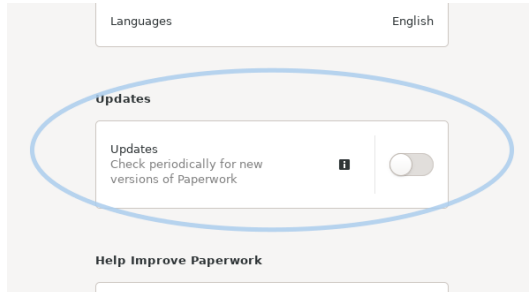 Languages English
Updates
Updates
Check periodically for new
versions of Paperwork
Help Improve Paperwork